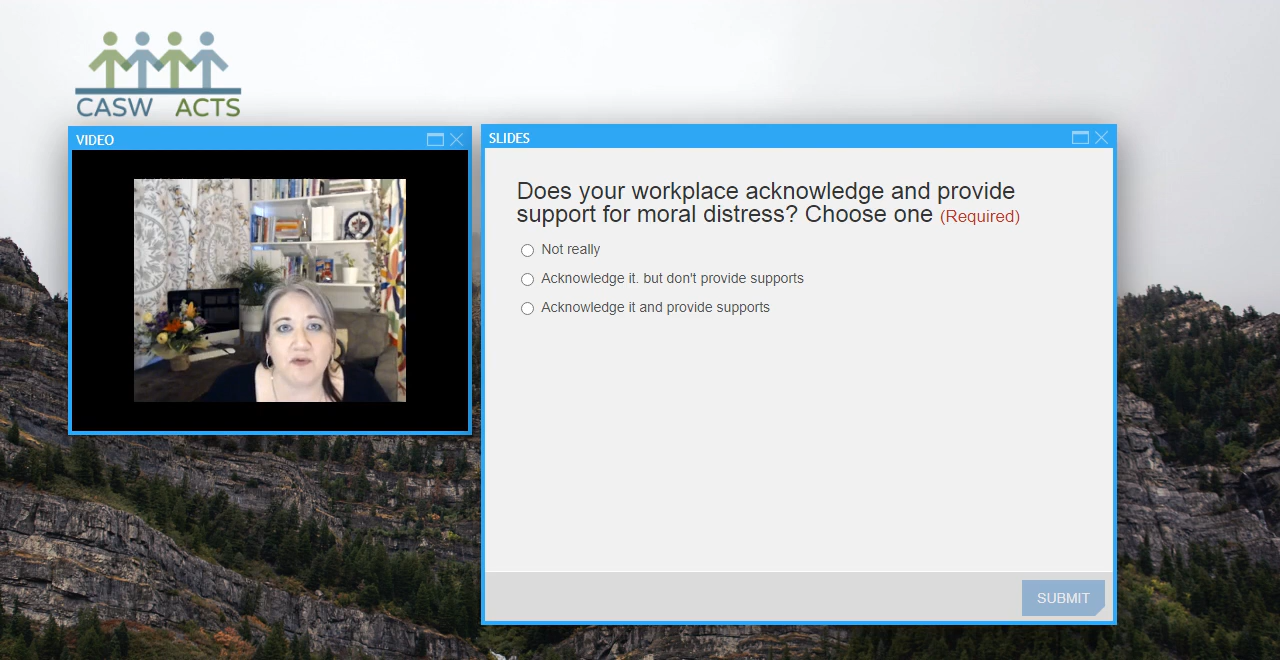 CASW ACTS
VIDEO
SLIDES
Does your workplace acknowledge and provide
support for moral distress? Choose one (Required)
Not really
Acknowledge it. but don't provide supports
Acknowledge it and provide supports
SUBMIT